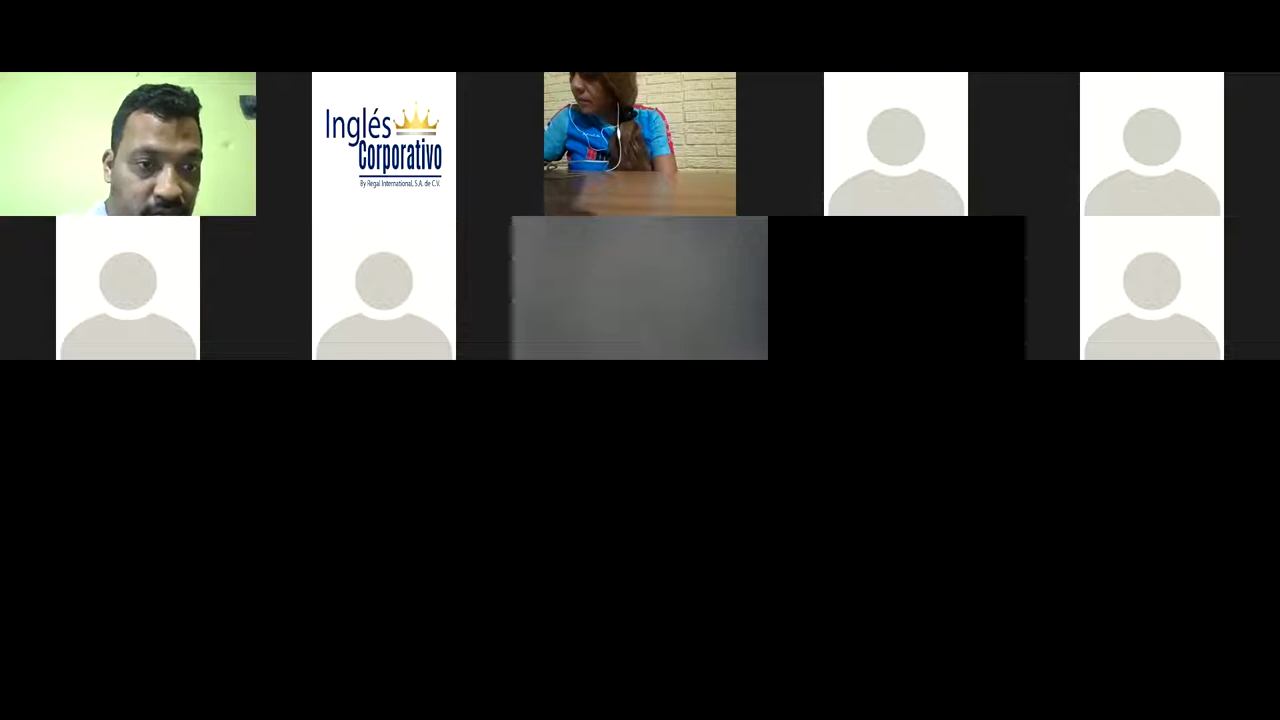 Inglés
Corporativo
By Regal International, S.A. de C.V.